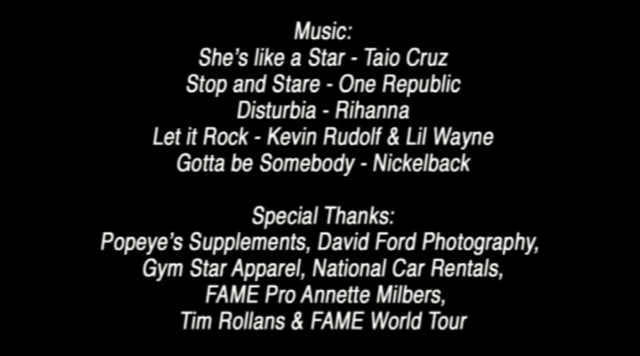 Music:
She's like a Star - Taio Cruz
Stop and Stare - One Republic
Disturbia - Rihanna
Let it Rock - Kevin Rudolf & Lil Wayne
Gotta be Somebody - Nickelback
Special Thanks:
Popeye's Supplements, David Ford Photography,
Gym Star Apparel, National Car Rentals,
FAME Pro Annette Milbers,
Tim Rollans & FAME World Tour